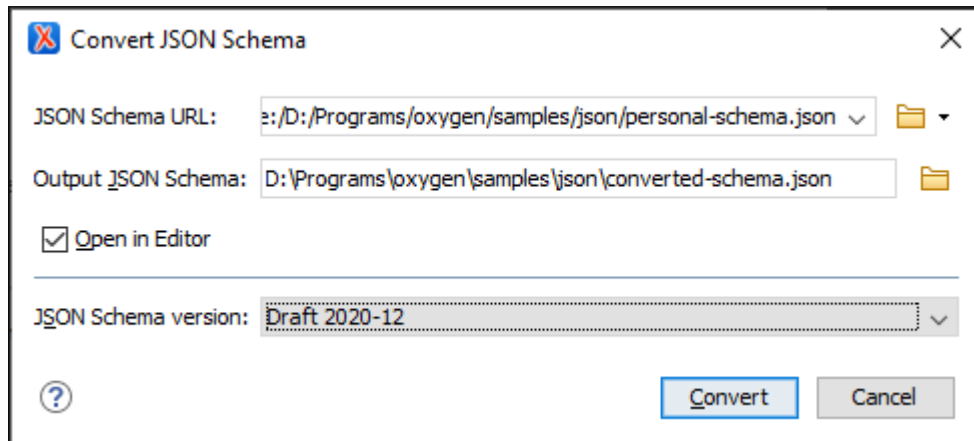 Convert JSON Schema
JSON Schema URL: e:/D:/Programs/oxygen/samples/json/personal-schema.json
Output JSON Schema: D:\Programs\oxygen\samples\json\converted-schema.json
Open in Editor
JSON Schema version: Draft 2020-12
? Convert Cancel